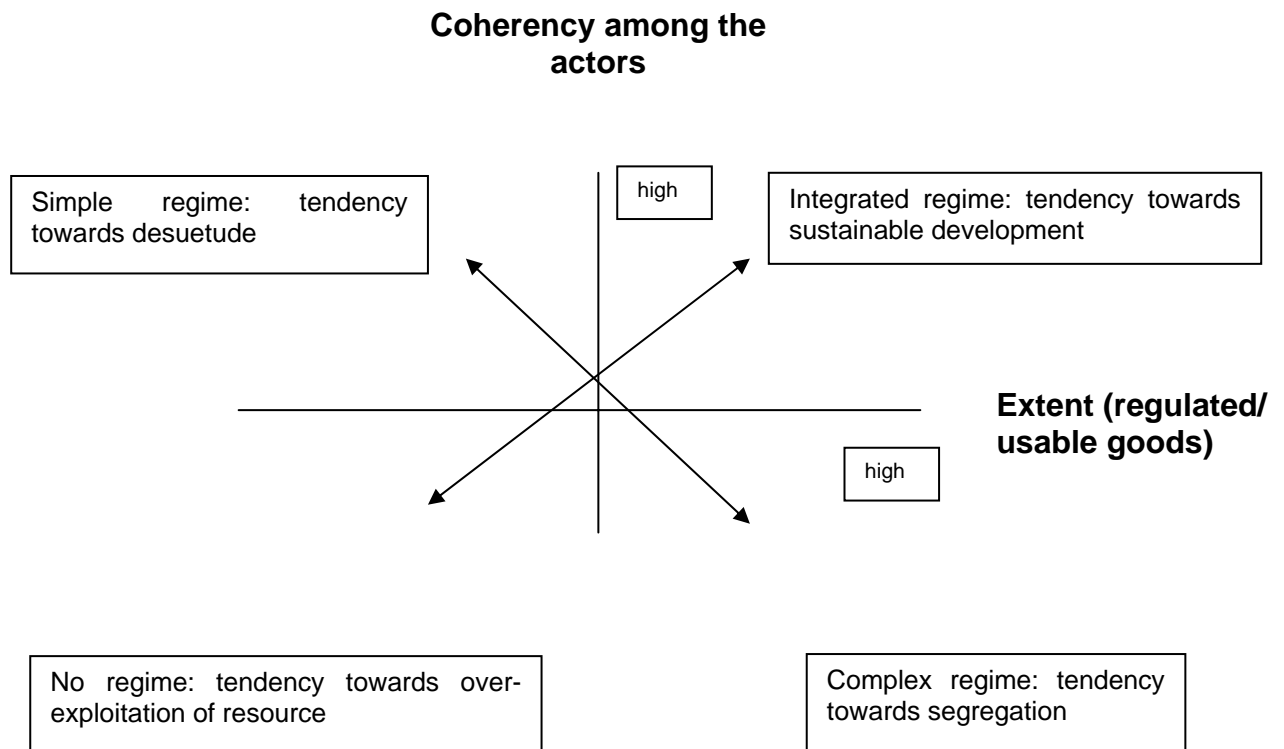 Coherency among the
actors
Simple regime: tendency
towards desuetude
high
Integrated regime: tendency towards
sustainable development
Extent (regulated/
usable goods)
high
No regime: tendency towards over-
exploitation of resource
Complex regime: tendency
towards segregation